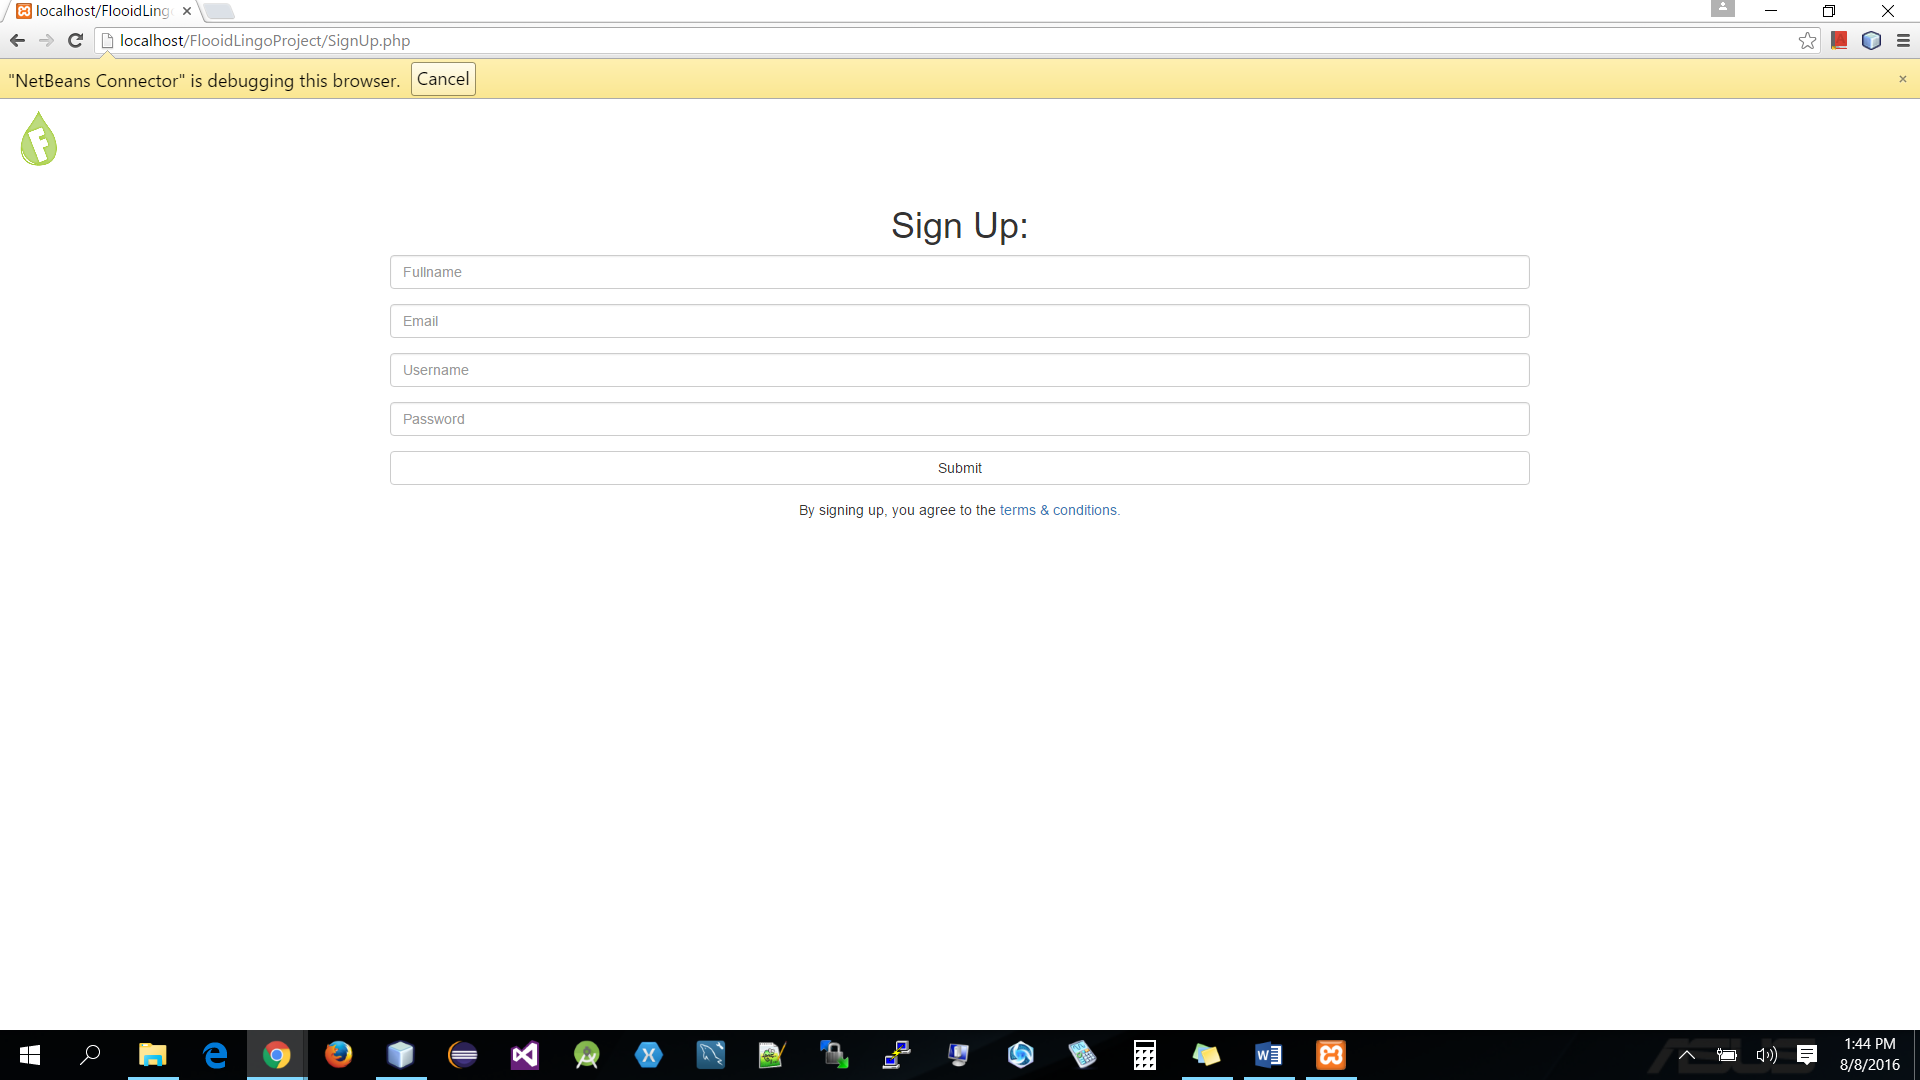 localhost/FlooidLing
localhost/FlooidLingoProject/SignUp.php
"NetBeans Connector" is debugging this browser. Cancel
F
Sign Up:
Fullname
Email
Username
Password
Submit
By signing up, you agree to the terms & conditions.
ASUS
1:44 PM
8/8/2016